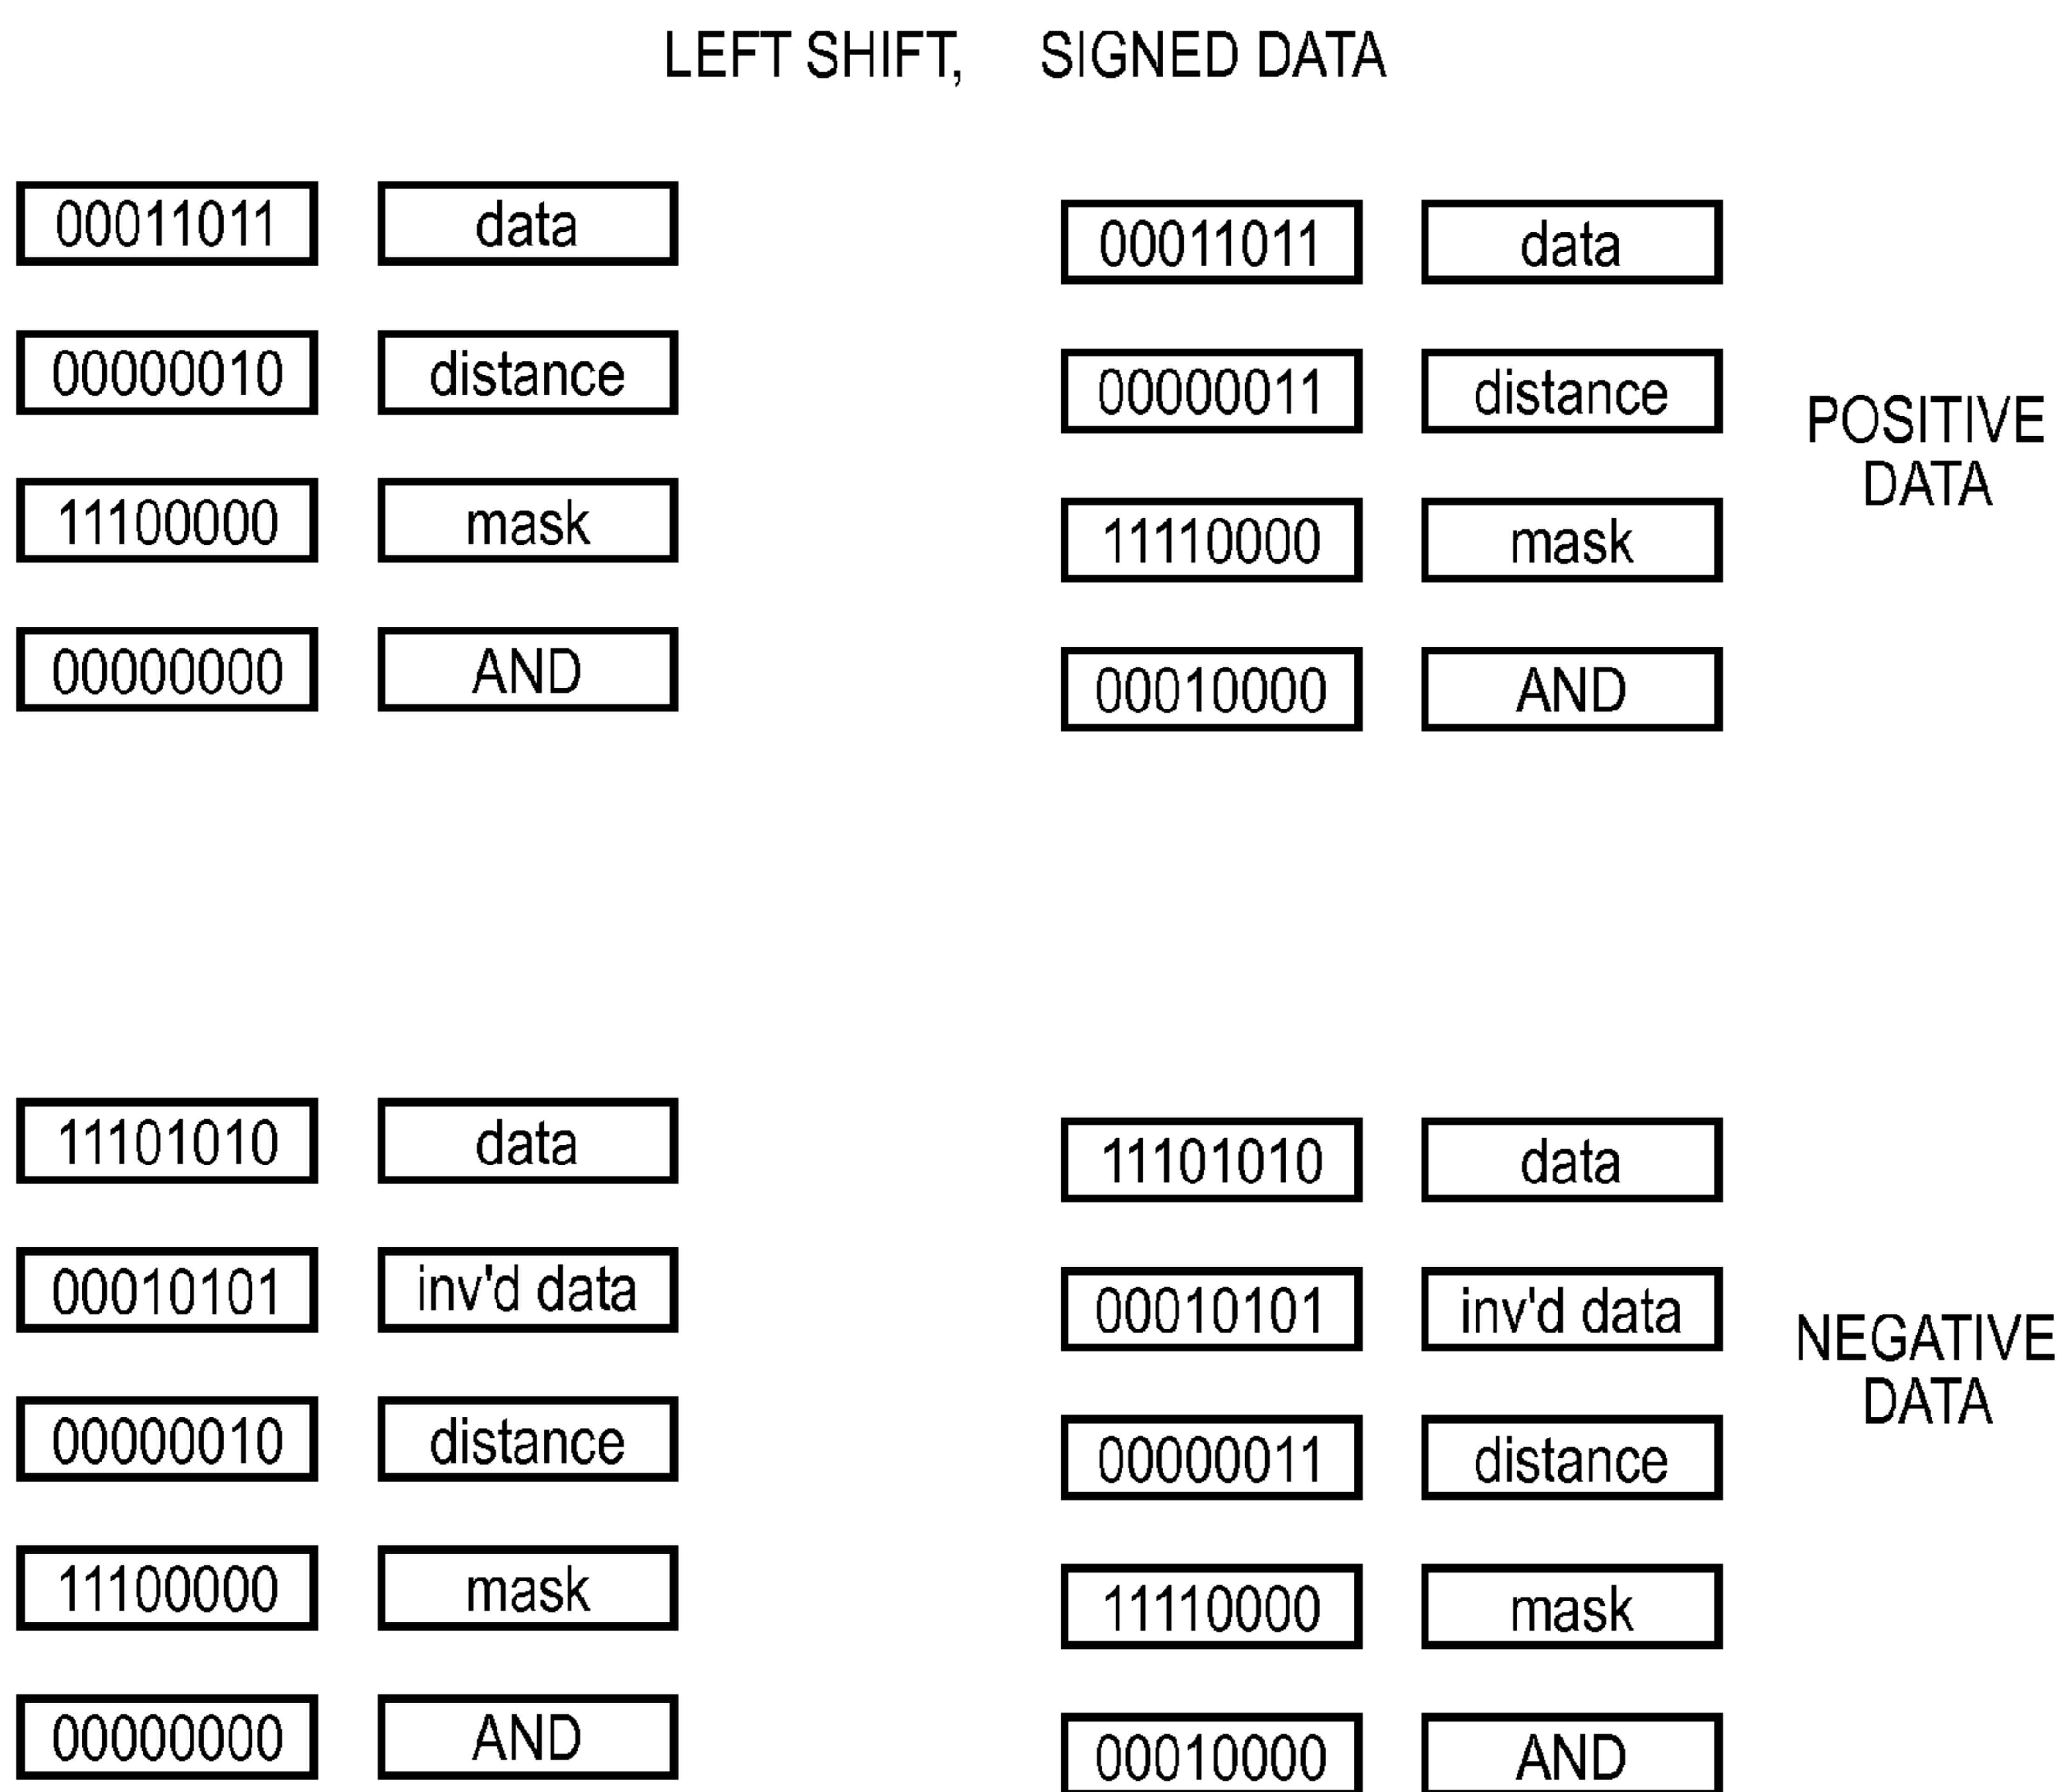 LEFT SHIFT, SIGNED DATA
00011011 data
00000010 distance
11100000 mask
00000000 AND
00011011 data
00000011 distance
11110000 mask
00010000 AND
POSITIVE
DATA
11101010 data
00010101 inv'd data
00000010 distance
11100000 mask
00000000 AND
11101010 data
00010101 inv'd data
00000011 distance
11110000 mask
00010000 AND
NEGATIVE
DATA